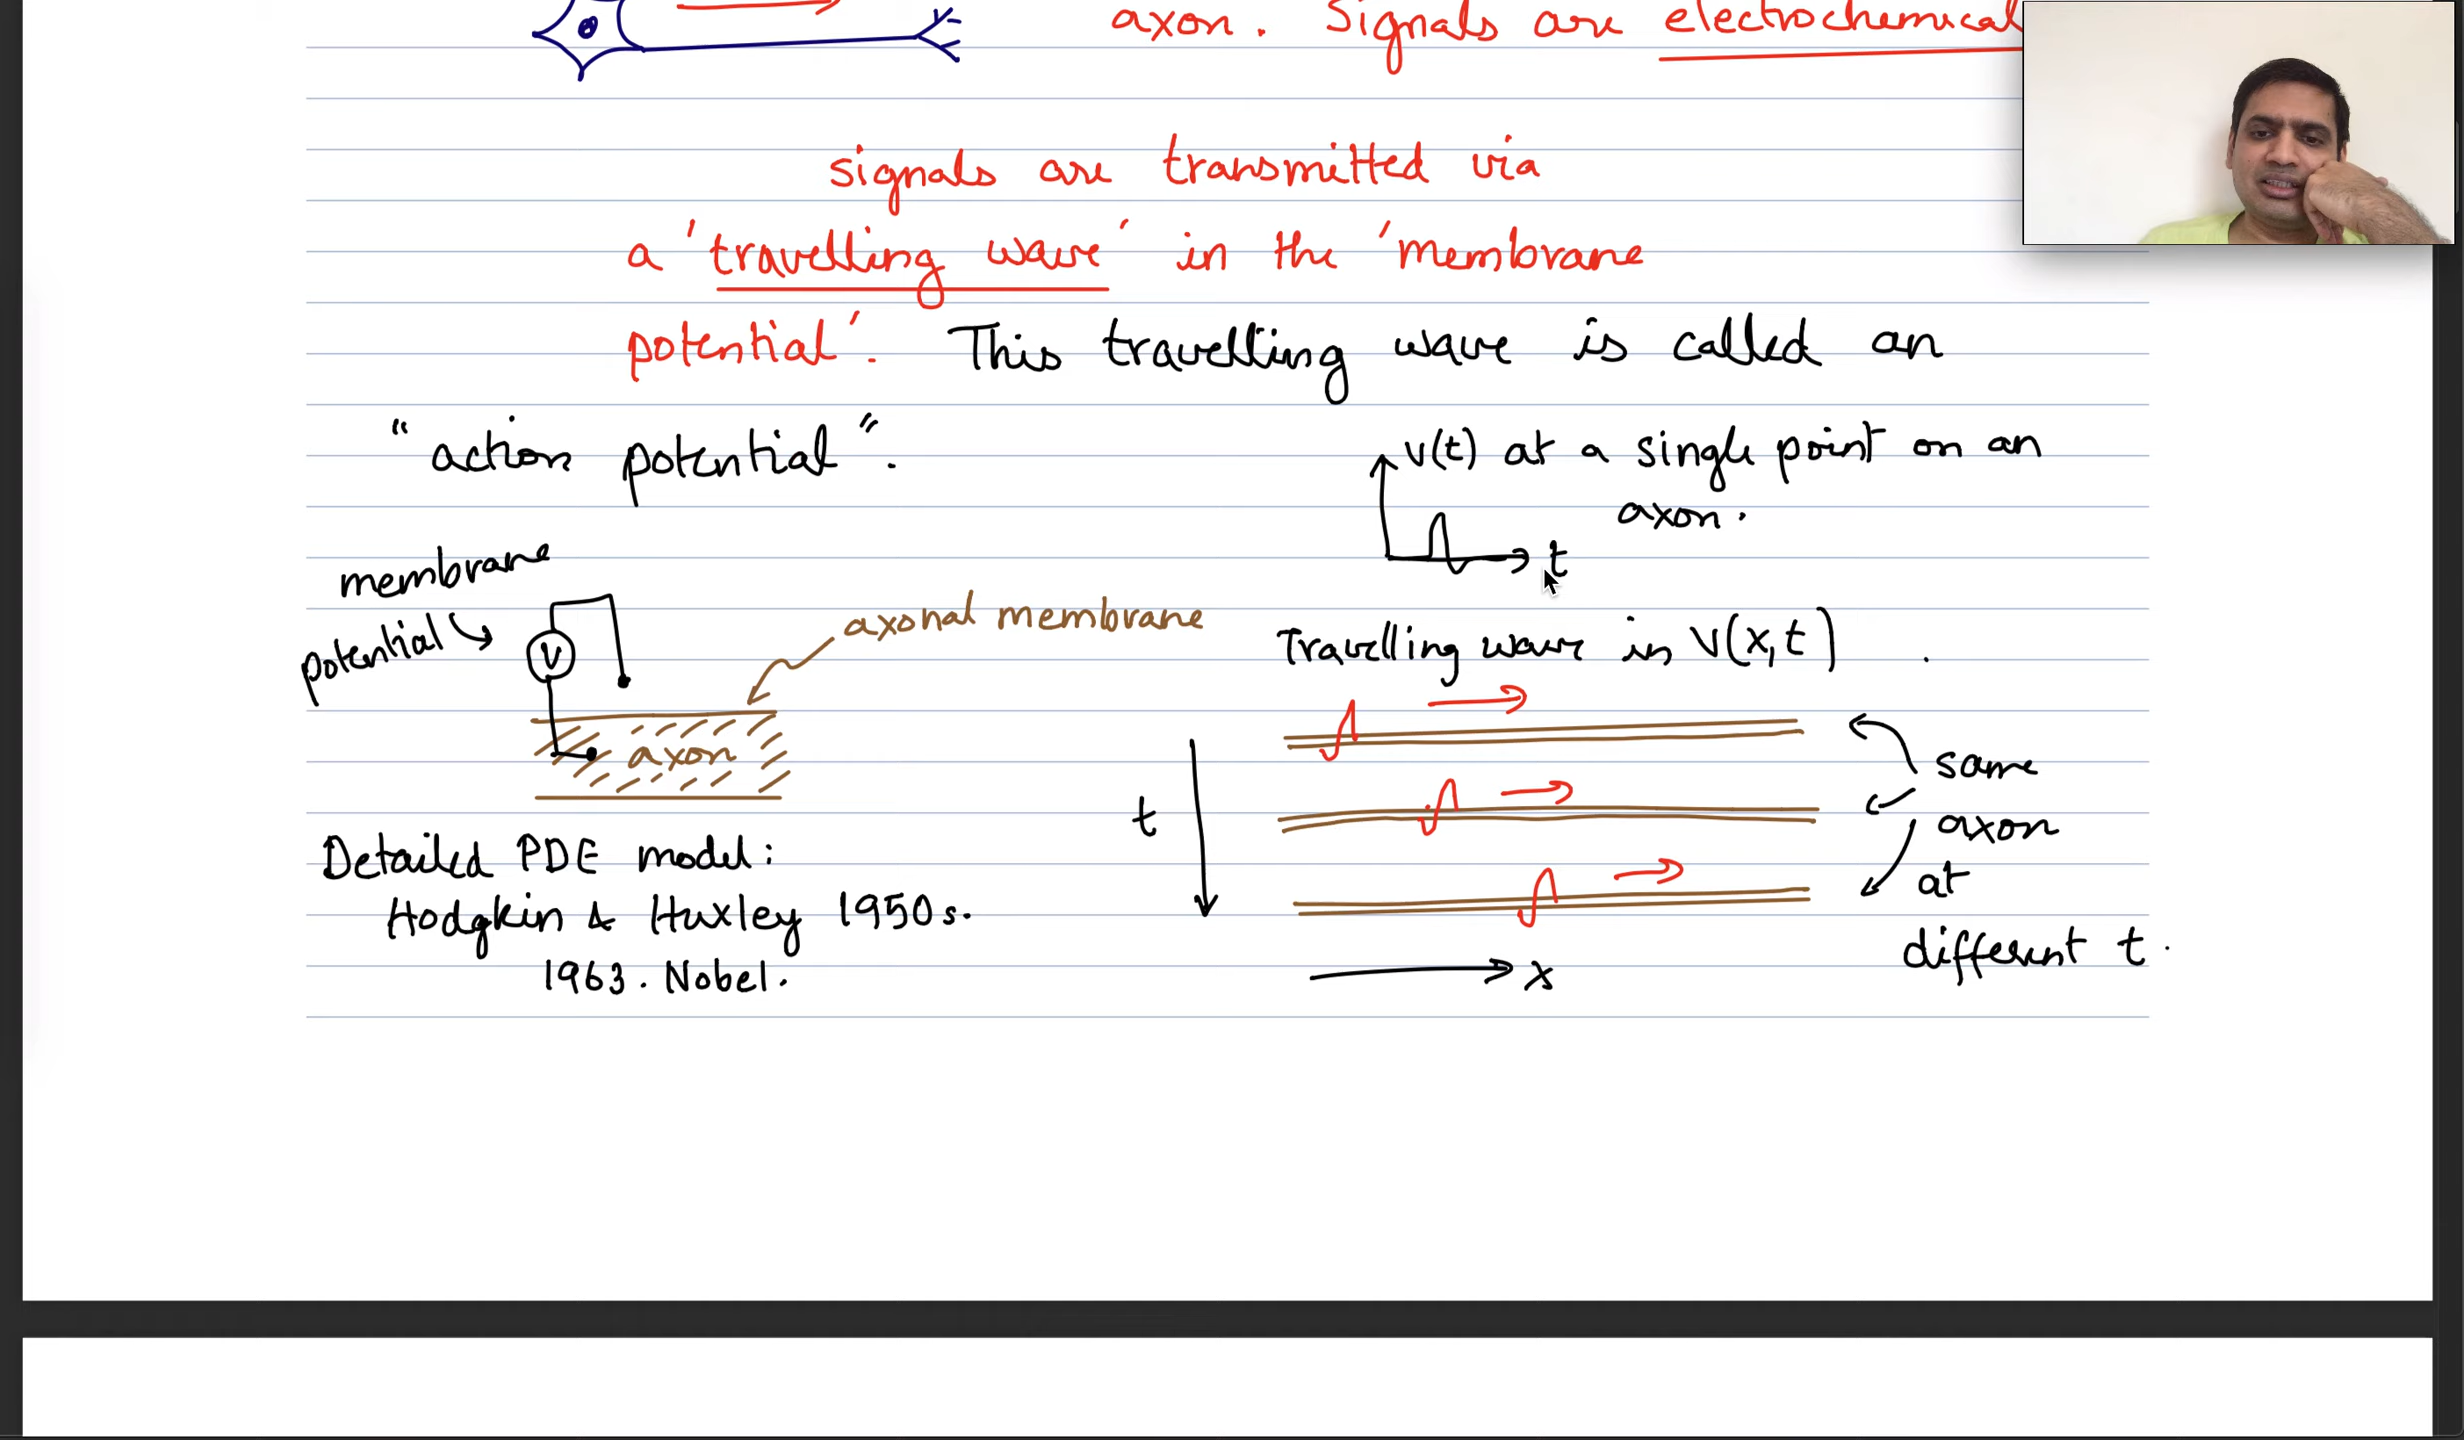 axon. Signals are electrochemical
signals are transmitted via
a 'travelling wave' in the 'membrane
potential'. This travelling wave is called an
"action potential".
v(t) at a single point on an
axon.
t
membrane
potential
V
axonal membrane
axon
Travelling wave in V(x,t)
t
same
axon
at
different t.
x
Detailed PDE model:
Hodgkin & Huxley 1950s.
1963. Nobel.